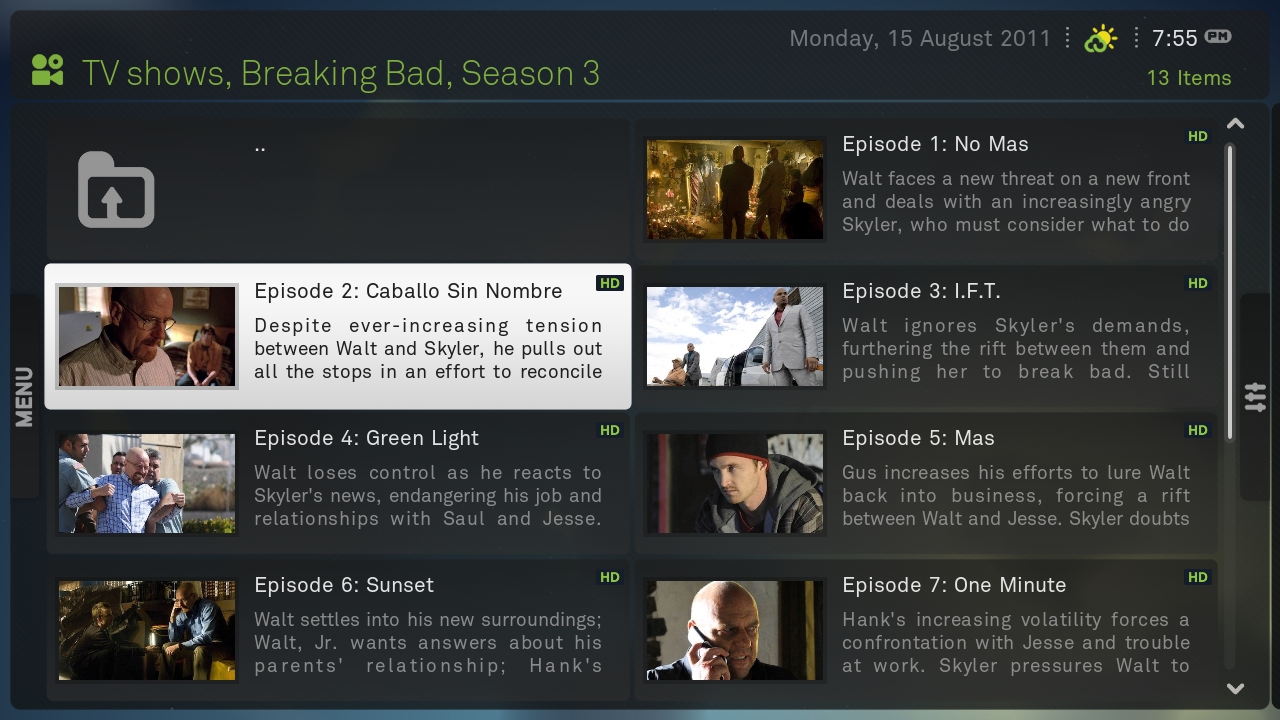 Monday, 15 August 2011 7:55 PM
TV shows, Breaking Bad, Season 3
13 Items
MENU
..
Episode 1: No Mas
HD
Walt faces a new threat on a new front
and deals with an increasingly angry
Skyler, who must consider what to do
Episode 2: Caballo Sin Nombre
HD
Despite ever-increasing tension
between Walt and Skyler, he pulls out
all the stops in an effort to reconcile
Episode 3: I.F.T.
HD
Walt ignores Skyler's demands,
furthering the rift between them and
pushing her to break bad. Still
Episode 4: Green Light
HD
Walt loses control as he reacts to
Skyler's news, endangering his job and
relationships with Saul and Jesse.
Episode 5: Mas
HD
Gus increases his efforts to lure Walt
back into business, forcing a rift
between Walt and Jesse. Skyler doubts
Episode 6: Sunset
HD
Walt settles into his new surroundings;
Walt, Jr. wants answers about his
parents' relationship; Hank's
Episode 7: One Minute
HD
Hank's increasing volatility forces a
confrontation with Jesse and trouble
at work. Skyler pressures Walt to